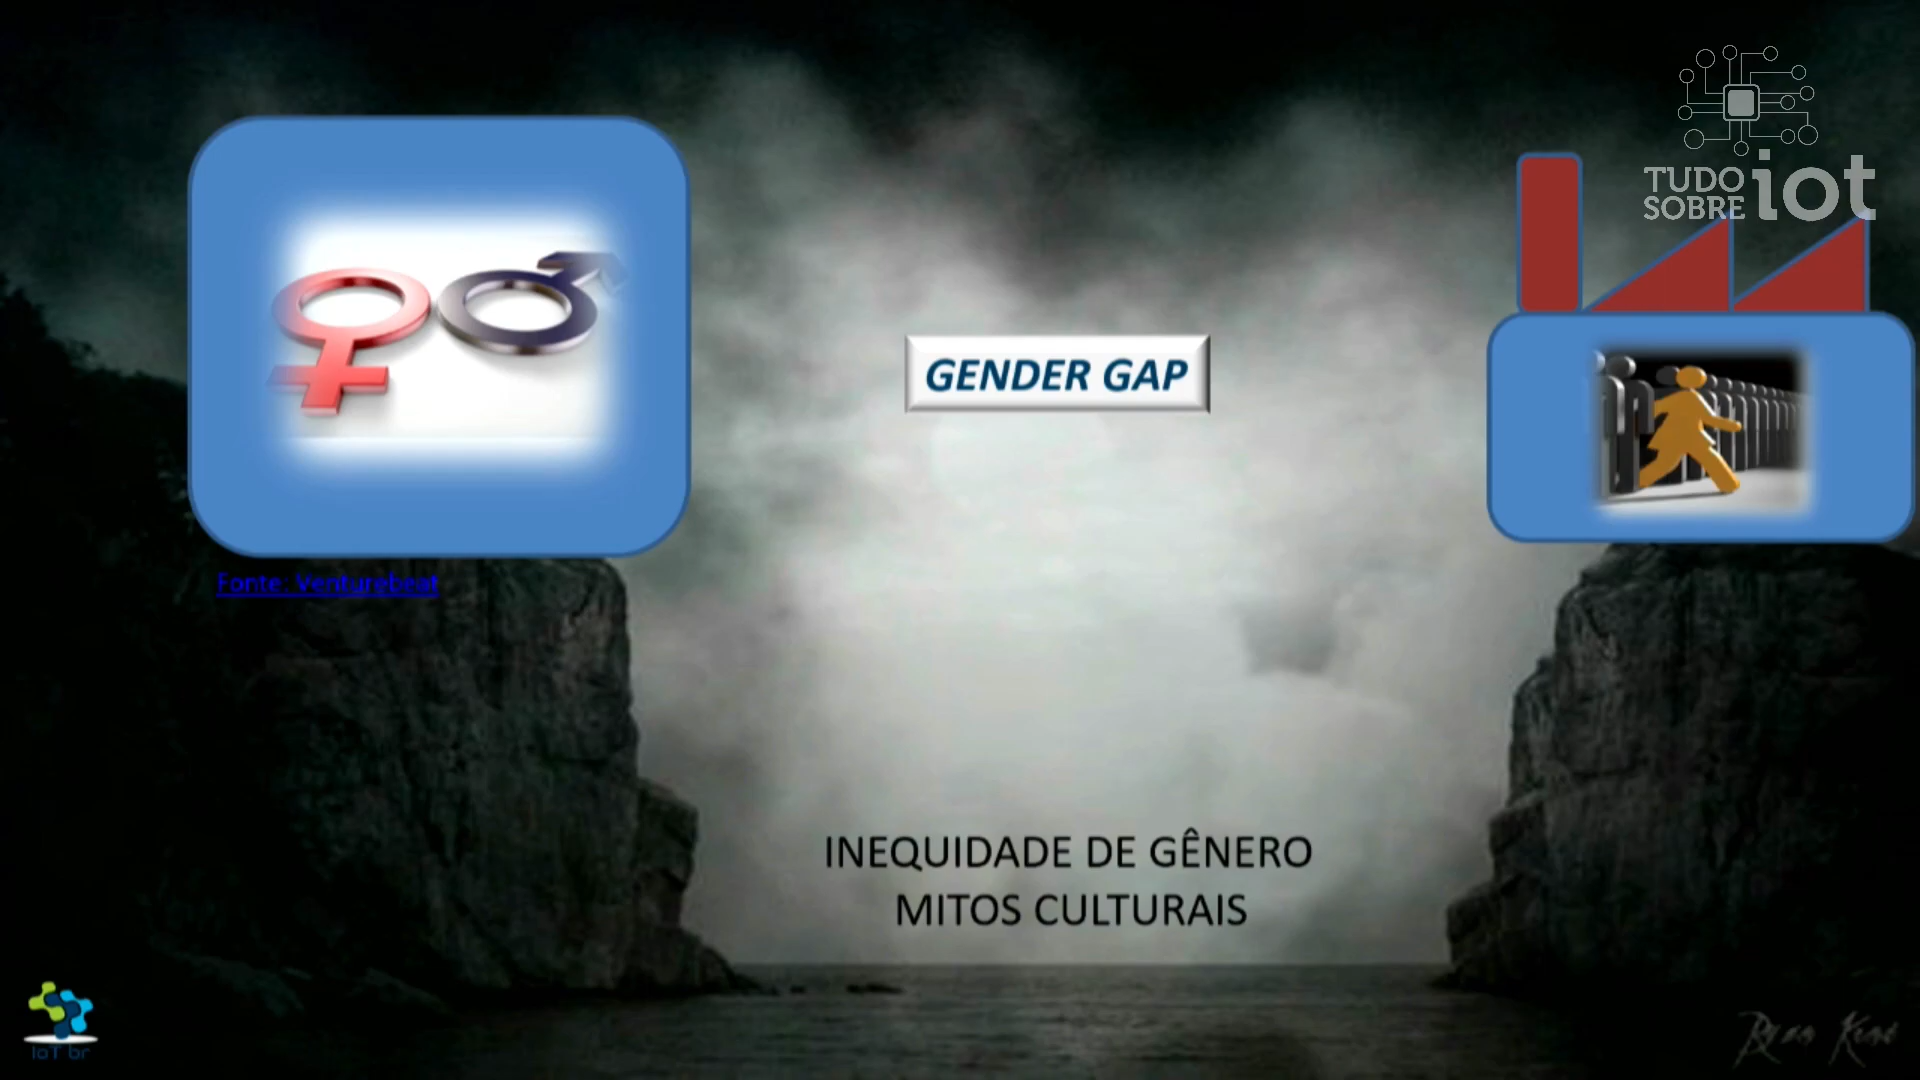 TUDO
SOBRE iot
GENDER GAP
Fonte: Venturebeat
INEQUIDADE DE GÊNERO
MITOS CULTURAIS
IoT br